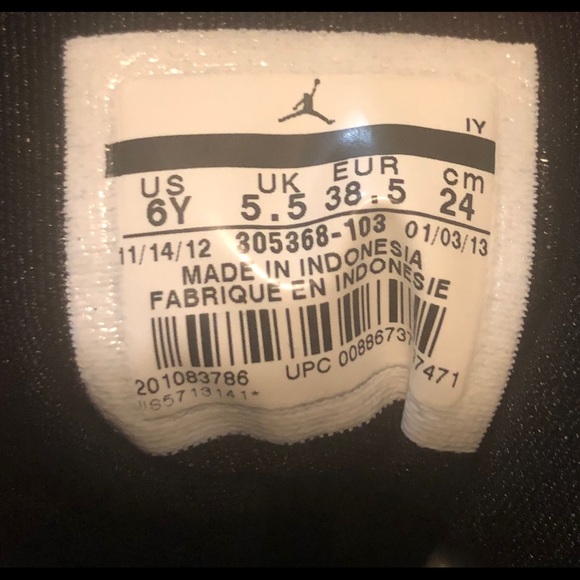 IY
US UK EUR cm
6Y 5.5 38.5 24
11/14/12 305368-103 01/03/13
MADE IN INDONESIA
FABRIQUE EN INDONESIE
201083786 UPC